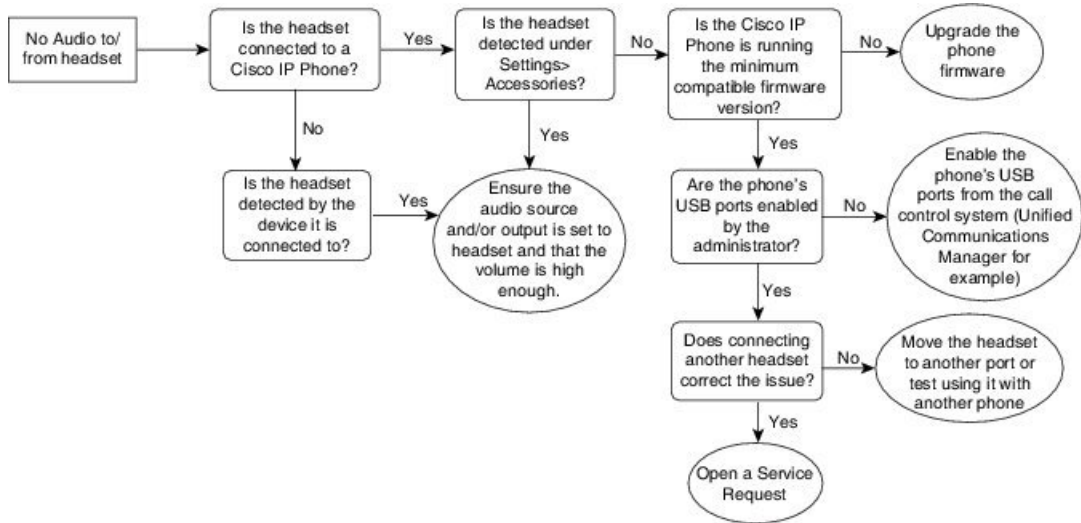 No Audio to/
from headset
Is the headset
connected to a
Cisco IP Phone?
Yes
Is the headset
detected under
Settings>
Accessories?
No
Is the Cisco IP
Phone is running
the minimum
compatible firmware
version?
No
Upgrade the
phone
firmware
No
Yes
Yes
Is the headset
detected by the
device it is
connected to?
Yes
Ensure the
audio source
and/or output is set to
headset and that the
volume is high
enough.
Are the phone's
USB ports enabled
by the
administrator?
No
Enable the
phone's USB
ports from the call
control system (Unified
Communications
Manager for
example)
Yes
Does connecting
another headset
correct the issue?
No
Move the headset
to another port or
test using it with
another phone
Yes
Open a Service
Request